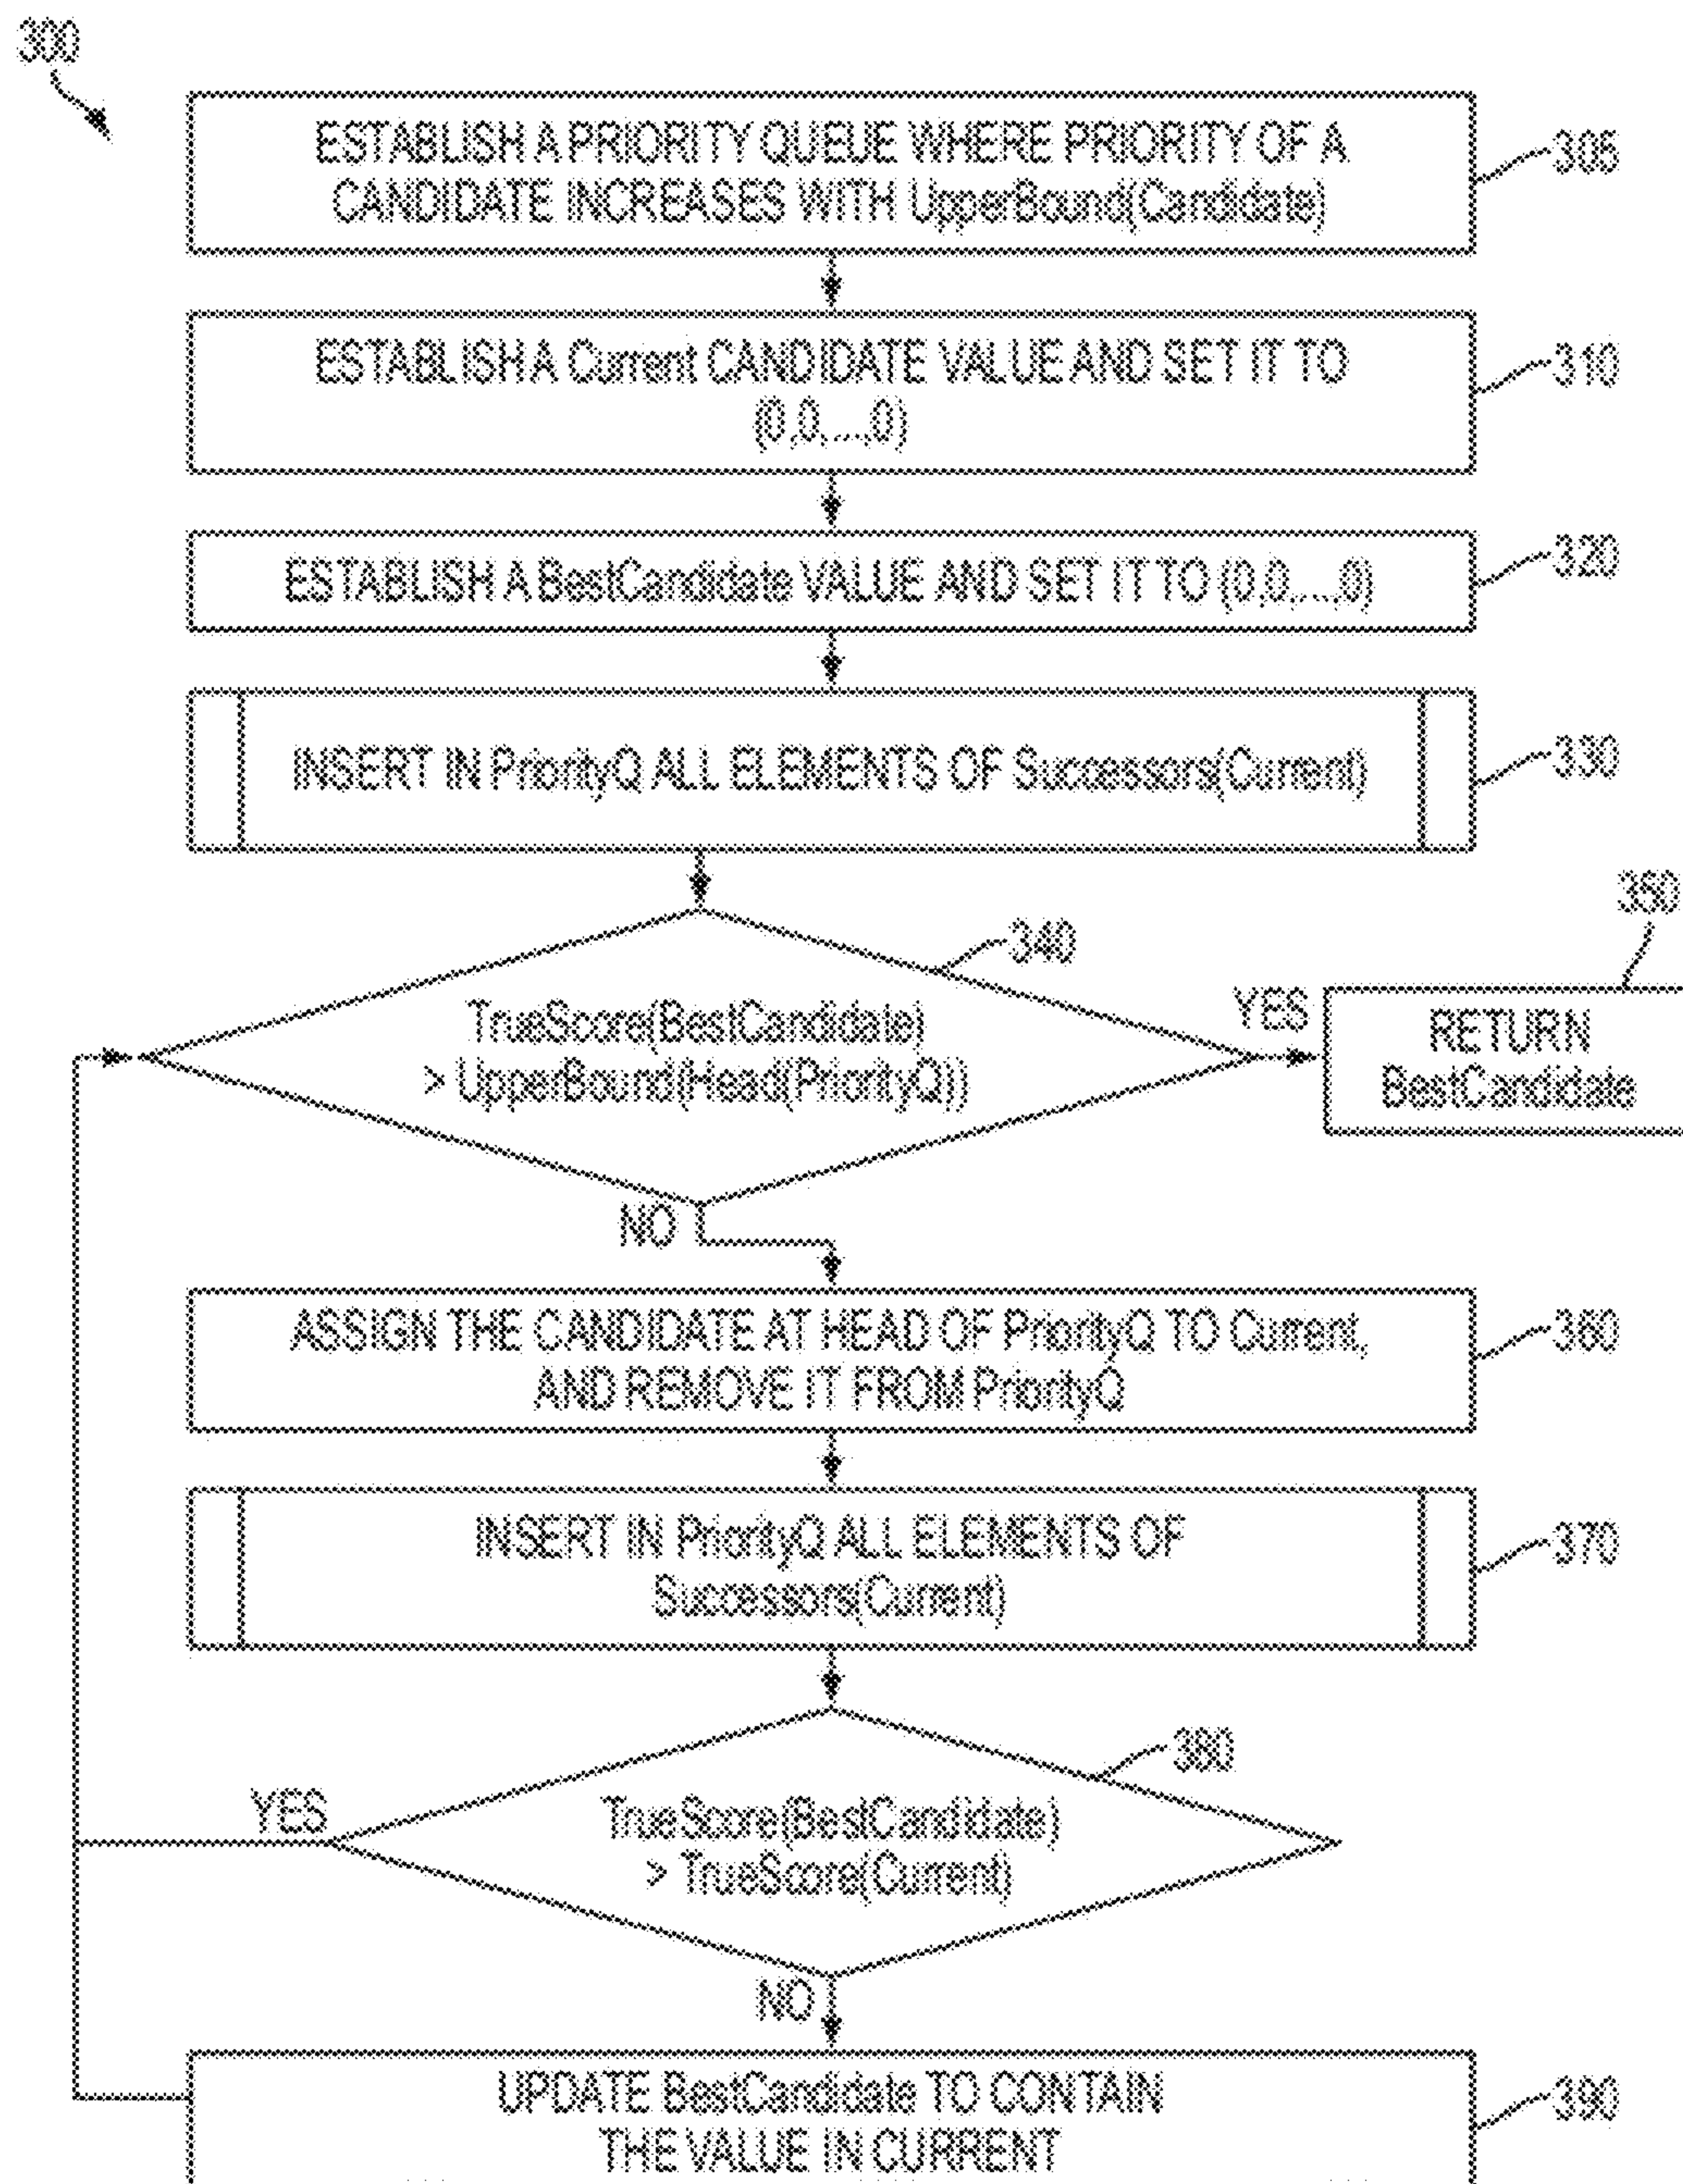 300
ESTABLISH A PRIORITY QUEUE WHERE PRIORITY OF A
CANDIDATE INCREASES WITH UpperBound(Candidate)
305
ESTABLISH A Current CANDIDATE VALUE AND SET IT TO
(0,0,...,0)
310
ESTABLISH A BestCandidate VALUE AND SET IT TO (0,0,...,0)
320
INSERT IN PriorityQ ALL ELEMENTS OF Successors(Current)
330
340
TrueScore(BestCandidate)
> UpperBound(Head(PriorityQ))
YES
350
RETURN
BestCandidate
NO
ASSIGN THE CANDIDATE AT HEAD OF PriorityQ TO Current,
AND REMOVE IT FROM PriorityQ
360
INSERT IN PriorityQ ALL ELEMENTS OF
Successors(Current)
370
380
YES
TrueScore(BestCandidate)
> TrueScore(Current)
NO
UPDATE BestCandidate TO CONTAIN
THE VALUE IN CURRENT
390